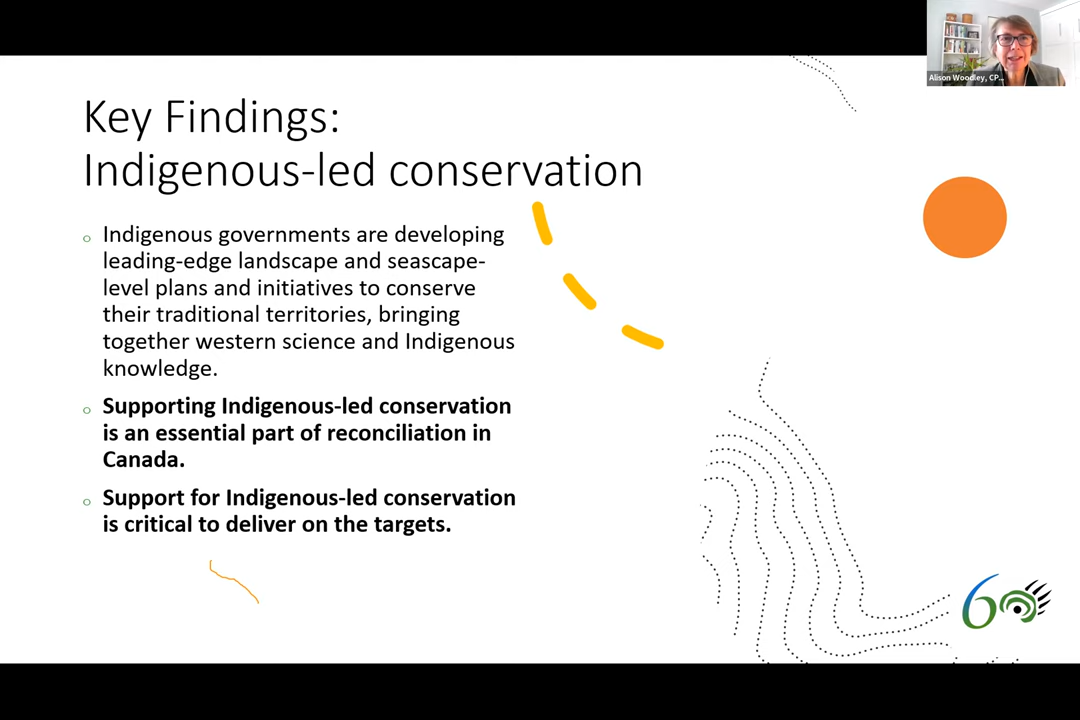 Alison Woodley, CP...
Key Findings:
Indigenous-led conservation
Indigenous governments are developing
leading-edge landscape and seascape-
level plans and initiatives to conserve
their traditional territories, bringing
together western science and Indigenous
knowledge.
Supporting Indigenous-led conservation
is an essential part of reconciliation in
Canada.
Support for Indigenous-led conservation
is critical to deliver on the targets.
60